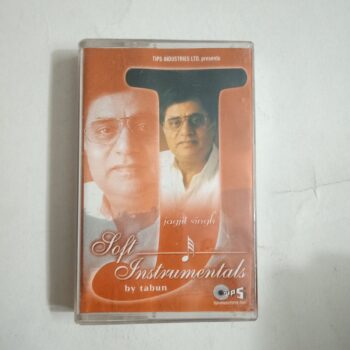 TIPS INDUSTRIES LTD. presents
jagjit singh
Soft
Instrumentals
by tabun
TIPS